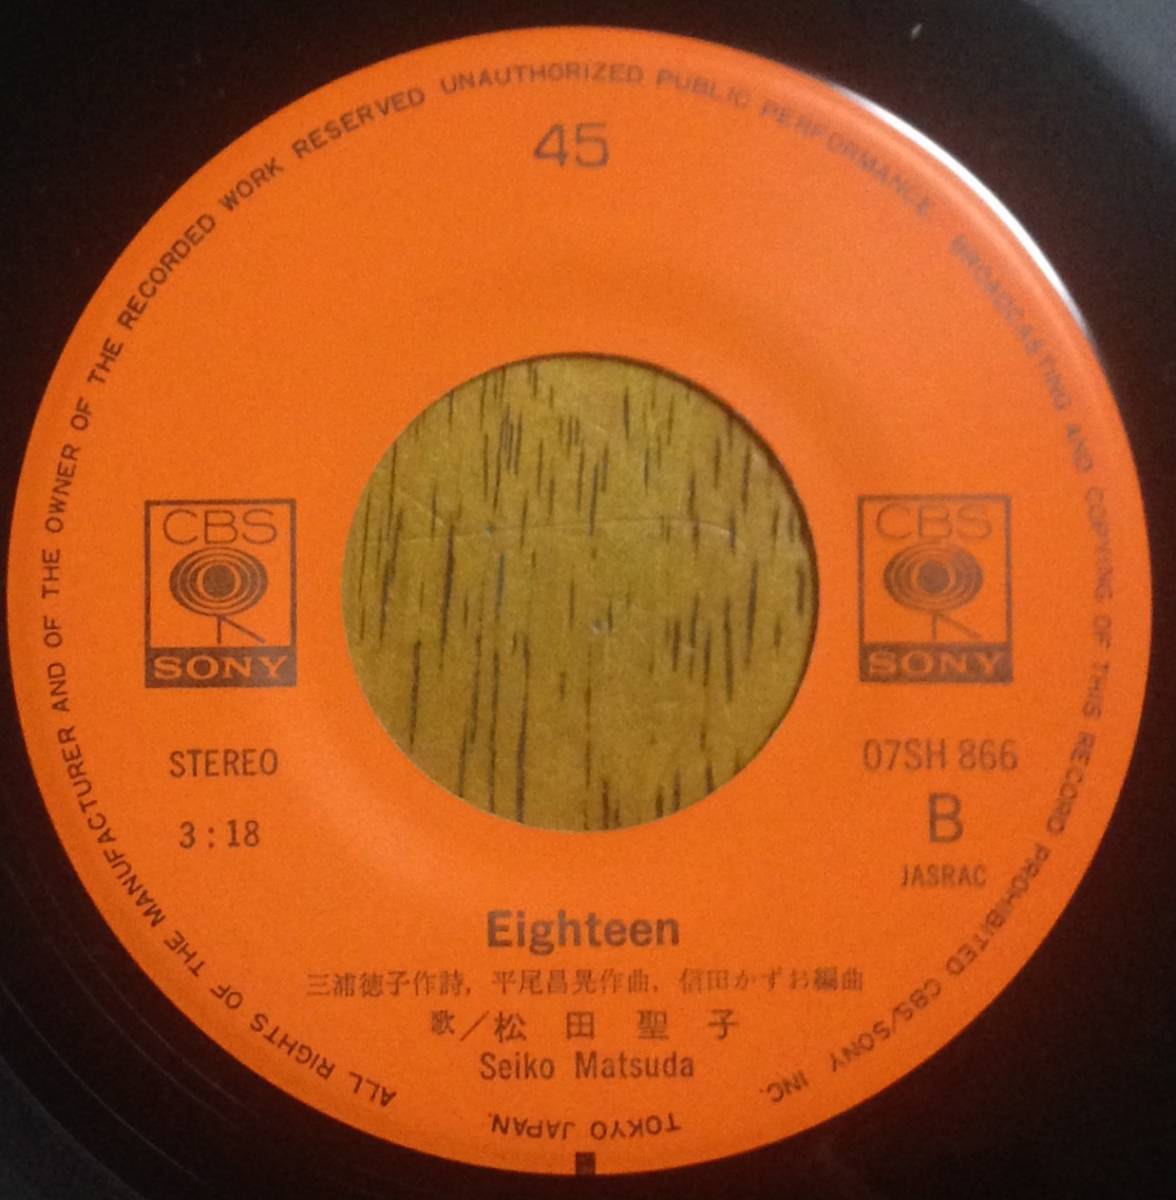 ALL RIGHTS OF THE MANUFACTURER AND OF THE OWNER OF THE RECORDED WORK RESERVED UNAUTHORIZED PUBLIC PERFORMANCE. BROADCASTING AND COPYING OF THIS RECORD PROHIBITED CBS/SONY INC.
TOKYO JAPAN.
45
CBS
SONY
CBS
SONY
STEREO
3:18
07SH 866
B
JASRAC
Eighteen
三浦徳子作詩, 平尾昌晃作曲, 信田かずお編曲
歌/松田聖子
Seiko Matsuda